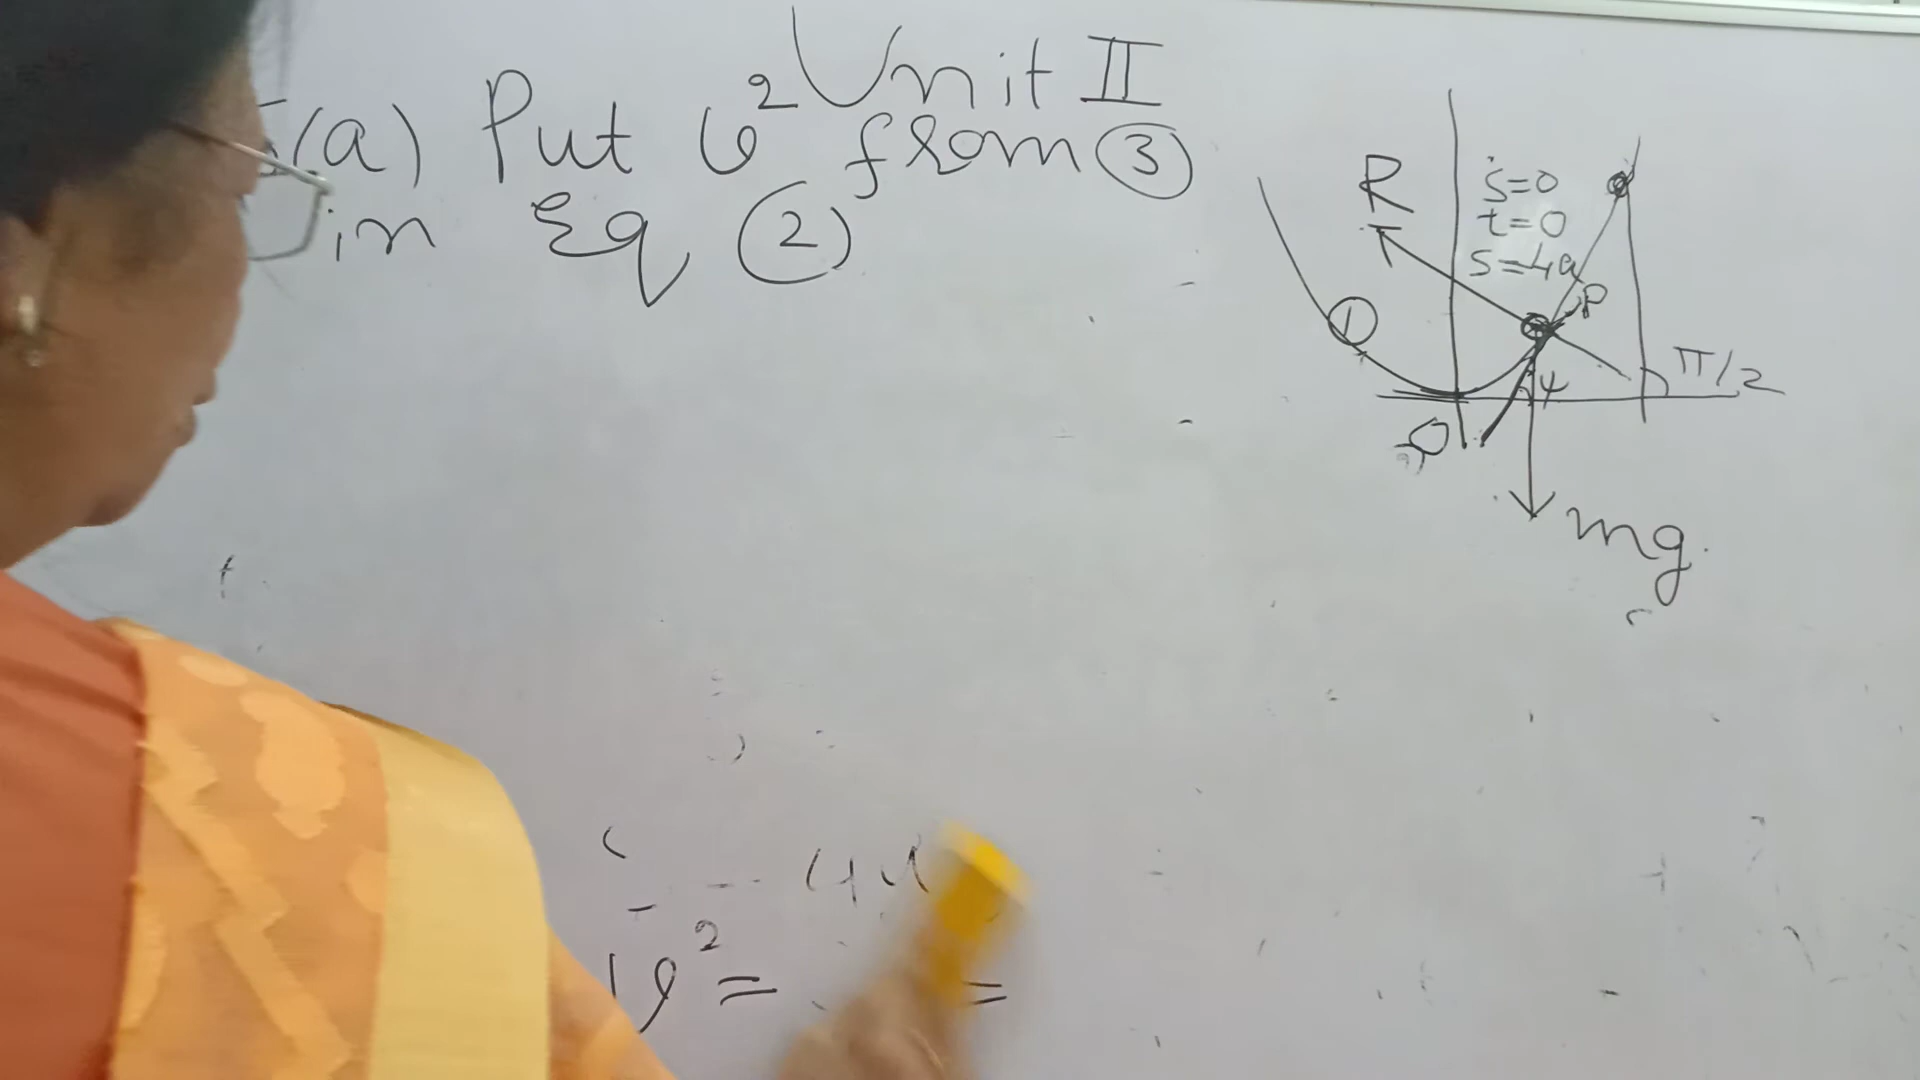 Unit II
(a) Put v² from ③
in Eq ②
R
ṡ=0
t=0
s=4a
P
①
π/2
ψ
O
mg
v² = =